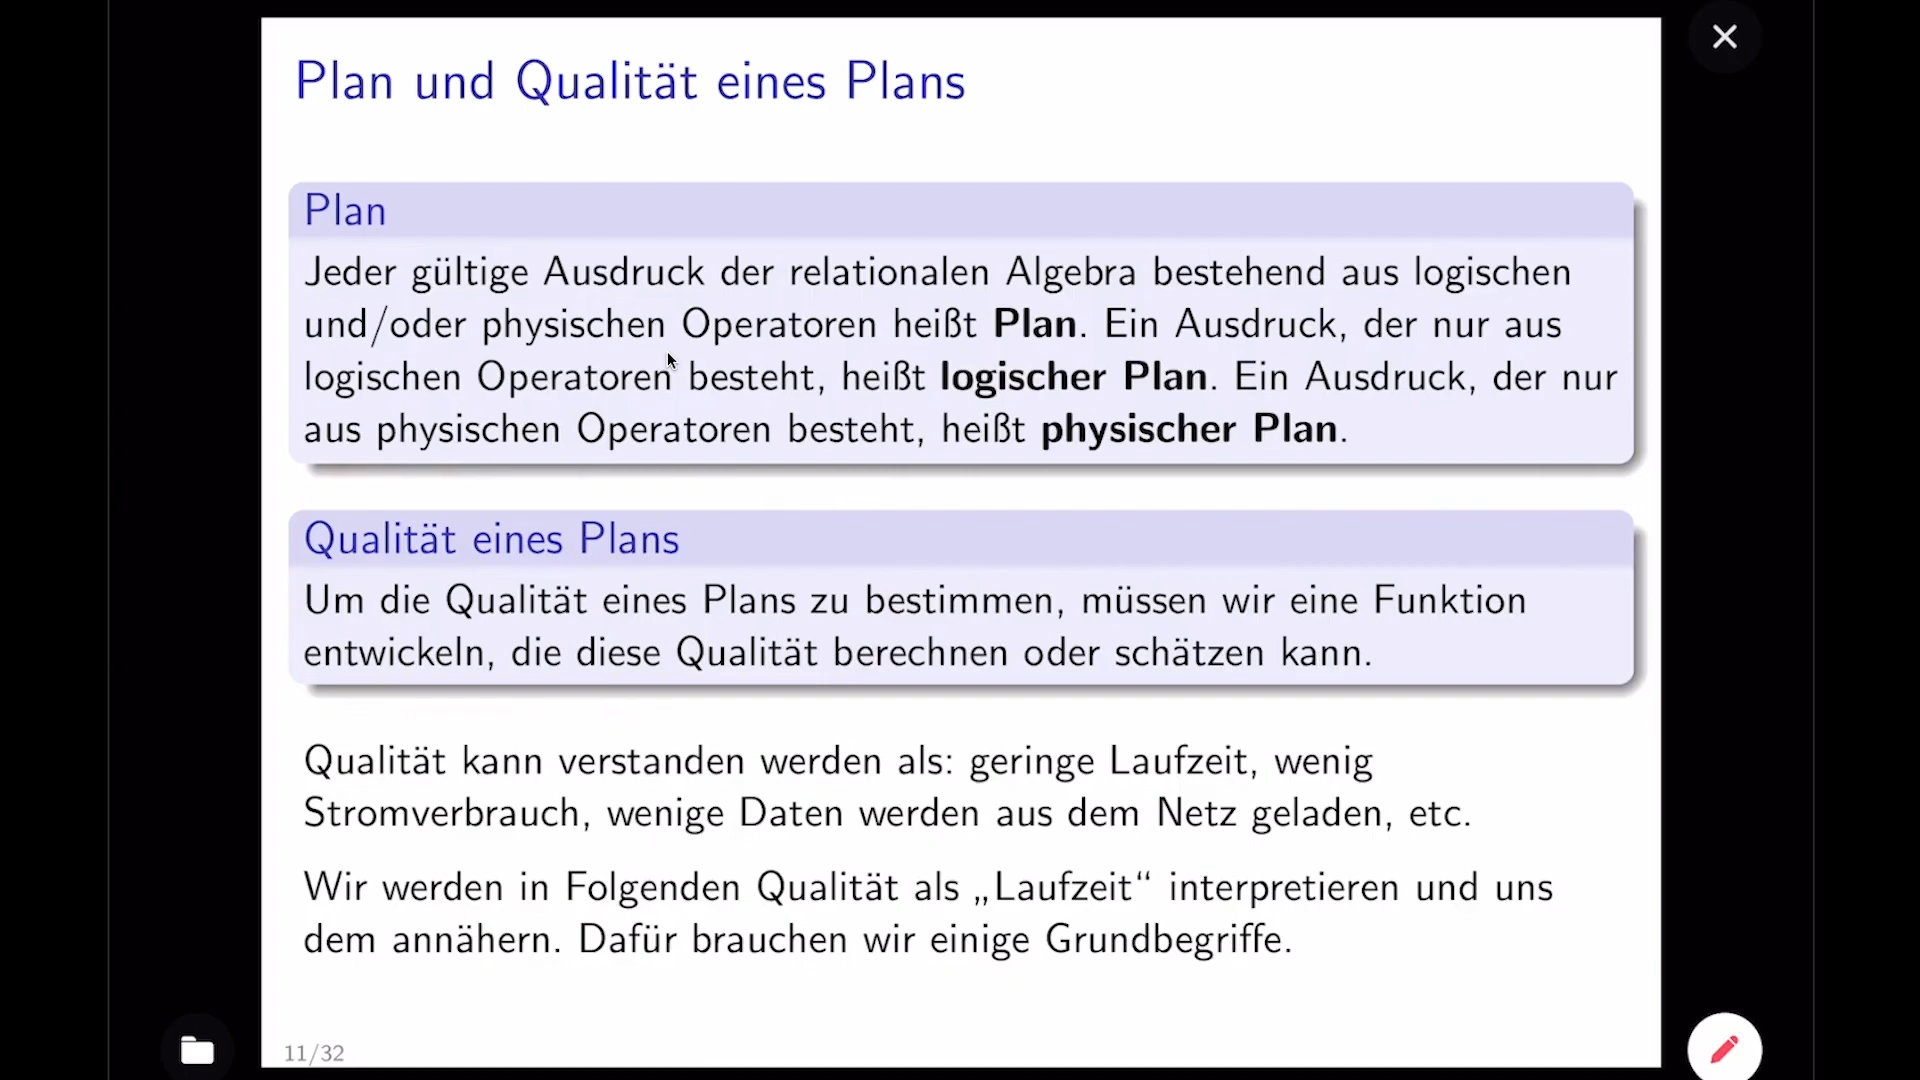 Plan und Qualität eines Plans
Plan
Jeder gültige Ausdruck der relationalen Algebra bestehend aus logischen
und/oder physischen Operatoren heißt Plan. Ein Ausdruck, der nur aus
logischen Operatoren besteht, heißt logischer Plan. Ein Ausdruck, der nur
aus physischen Operatoren besteht, heißt physischer Plan.
Qualität eines Plans
Um die Qualität eines Plans zu bestimmen, müssen wir eine Funktion
entwickeln, die diese Qualität berechnen oder schätzen kann.
Qualität kann verstanden werden als: geringe Laufzeit, wenig
Stromverbrauch, wenige Daten werden aus dem Netz geladen, etc.
Wir werden in Folgenden Qualität als „Laufzeit“ interpretieren und uns
dem annähern. Dafür brauchen wir einige Grundbegriffe.
11/32